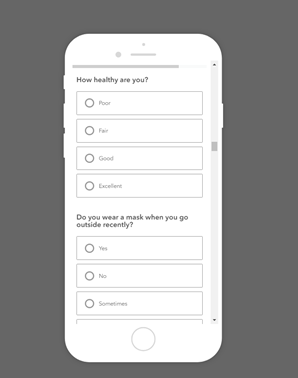 How healthy are you?
Poor
Fair
Good
Excellent
Do you wear a mask when you go
outside recently?
Yes
No
Sometimes